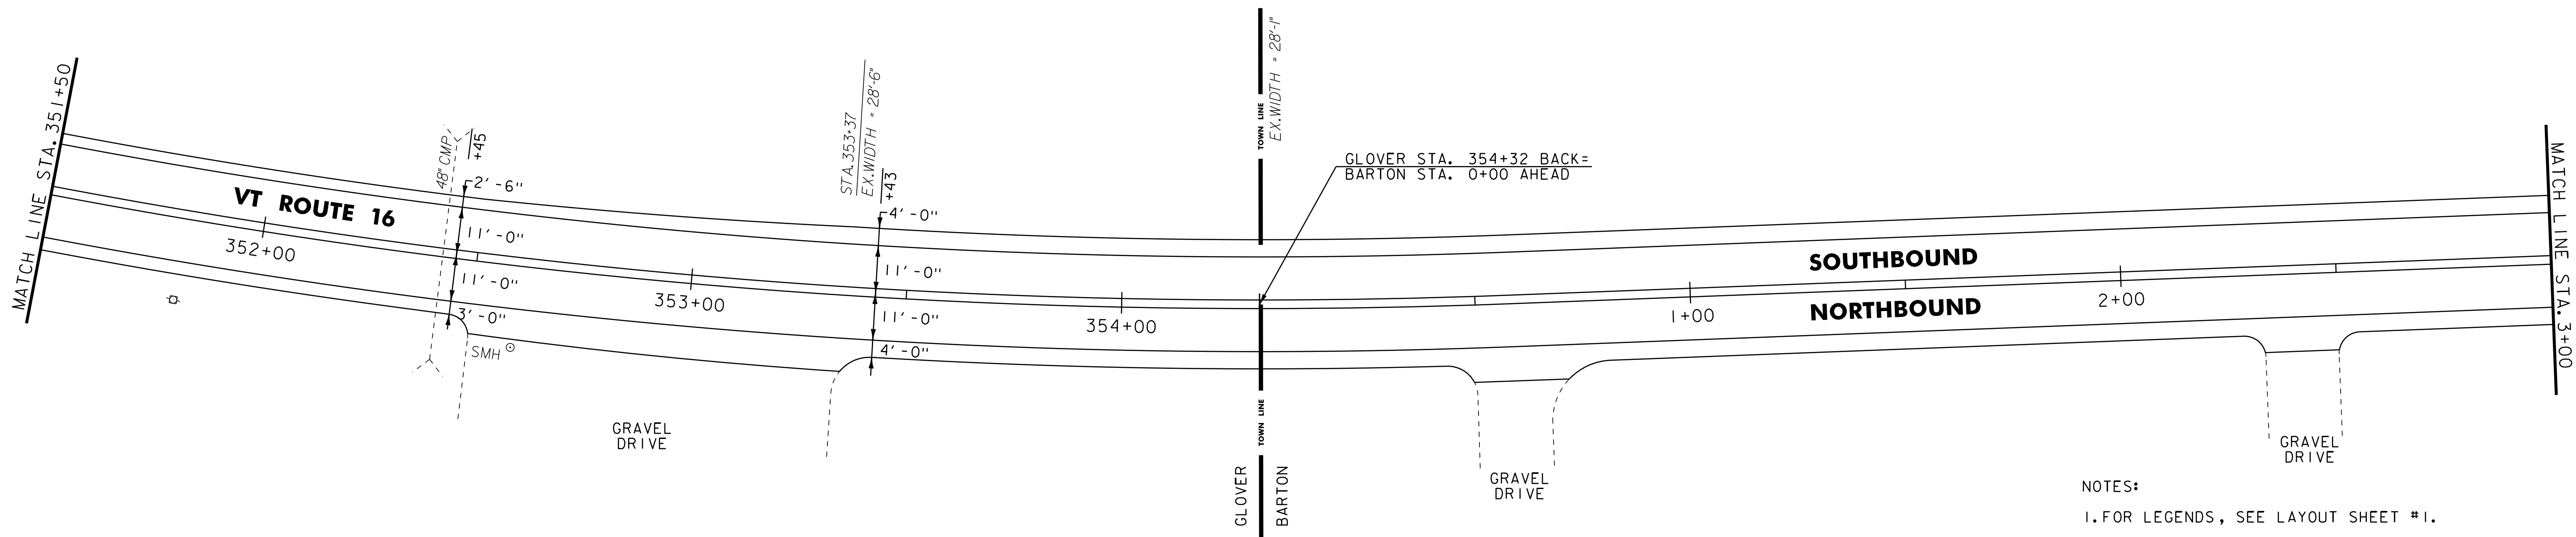 MATCH LINE STA. 351+50
VT ROUTE 16
352+00
48" CMP
+45
2'-6"
11'-0"
11'-0"
3'-0"
SMH
GRAVEL
DRIVE
353+00
STA. 353+37
EX. WIDTH = 28'-6"
+43
4'-0"
11'-0"
11'-0"
4'-0"
354+00
TOWN LINE
EX. WIDTH = 28'-1"
GLOVER STA. 354+32 BACK=
BARTON STA. 0+00 AHEAD
TOWN LINE
GLOVER
BARTON
GRAVEL
DRIVE
1+00
SOUTHBOUND
NORTHBOUND
2+00
GRAVEL
DRIVE
MATCH LINE STA. 3+00
NOTES:
1. FOR LEGENDS, SEE LAYOUT SHEET #1.